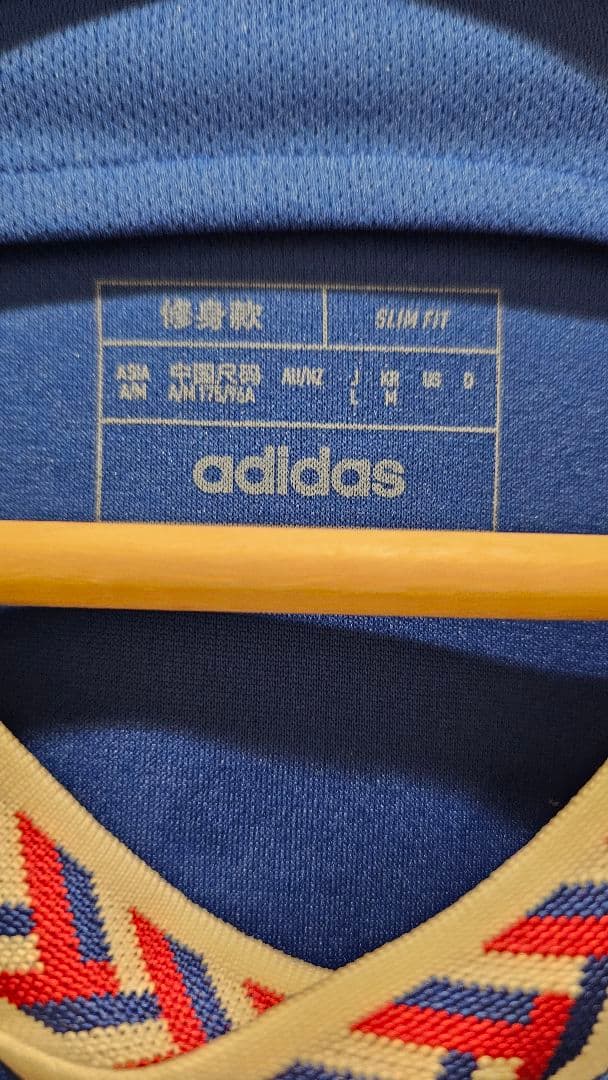 修身款 SLIM FIT
ASIA 中国尺码 AU/NZ J KR US D
A/M A/M 175/96A L M
adidas